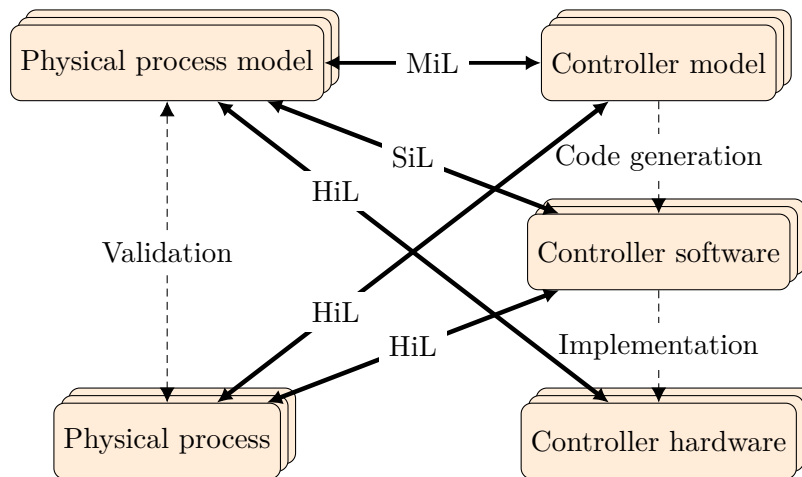 Physical process model
MiL
Controller model
SiL
Code generation
HiL
Validation
Controller software
HiL
HiL
Implementation
Physical process
Controller hardware